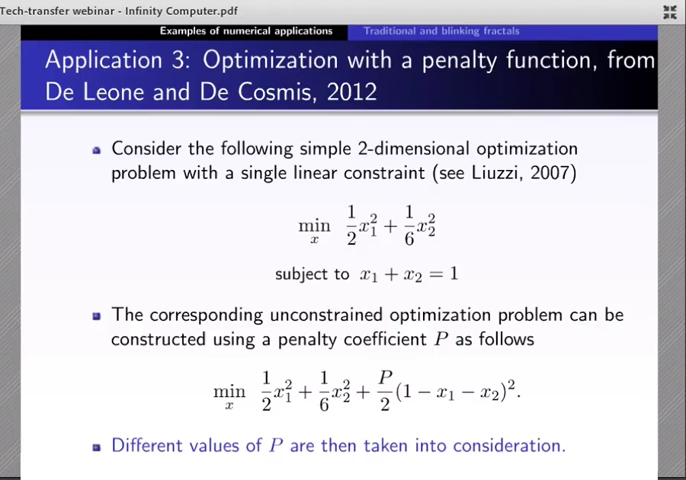 Tech-transfer webinar - Infinity Computer.pdf
Examples of numerical applications Traditional and blinking fractals
Application 3: Optimization with a penalty function, from
De Leone and De Cosmis, 2012
Consider the following simple 2-dimensional optimization
problem with a single linear constraint (see Liuzzi, 2007)
min_x 1/2 x_1^2 + 1/6 x_2^2
subject to x_1 + x_2 = 1
The corresponding unconstrained optimization problem can be
constructed using a penalty coefficient P as follows
min_x 1/2 x_1^2 + 1/6 x_2^2 + P/2 (1 − x_1 − x_2)^2.
Different values of P are then taken into consideration.